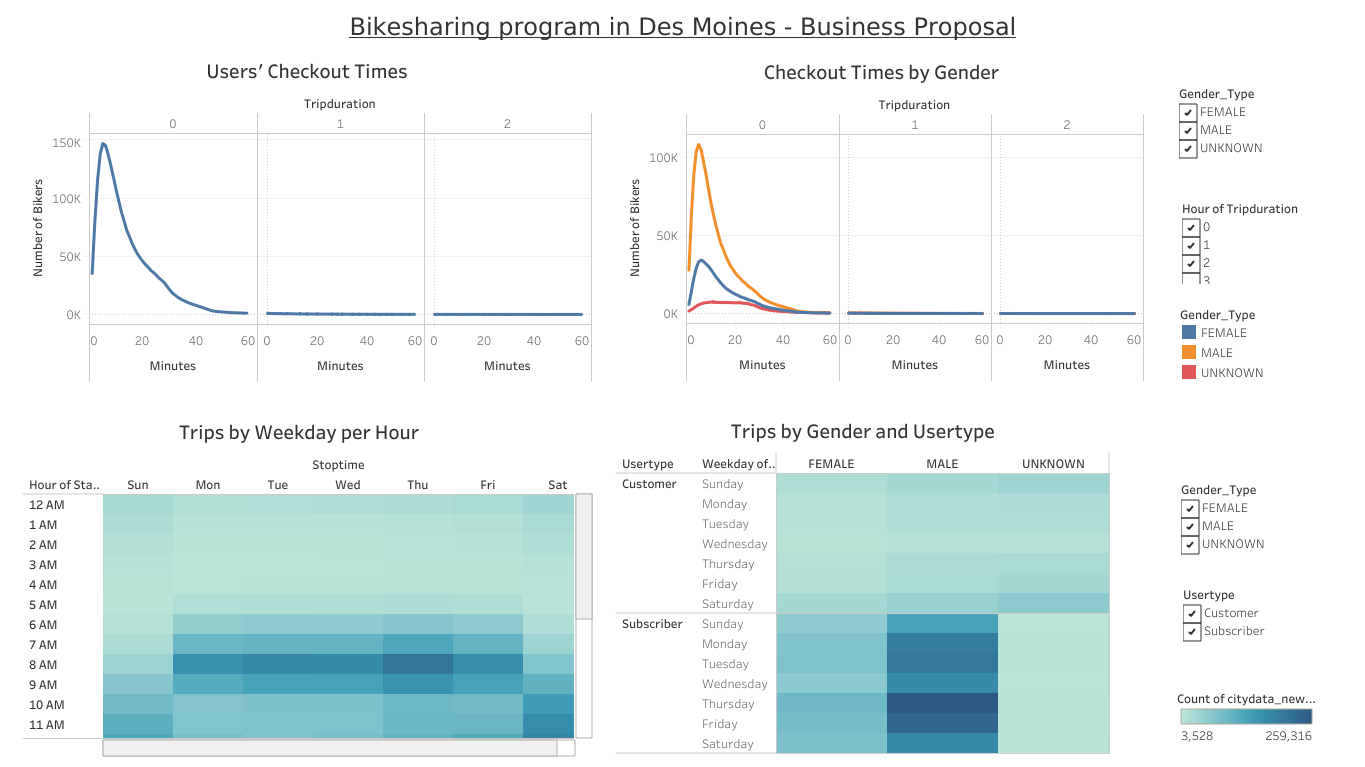 Bikesharing program in Des Moines - Business Proposal
Users’ Checkout Times
Tripduration
0 1 2
150K
100K
50K
0K
Number of Bikers
0 20 40 60 0 20 40 60 0 20 40 60
Minutes Minutes Minutes
Checkout Times by Gender
Tripduration
0 1 2
100K
50K
0K
Number of Bikers
0 20 40 60 0 20 40 60 0 20 40 60
Minutes Minutes Minutes
Gender_Type
FEMALE
MALE
UNKNOWN
Hour of Tripduration
0
1
2
3
Gender_Type
FEMALE
MALE
UNKNOWN
Trips by Weekday per Hour
Stoptime
Hour of Sta.. Sun Mon Tue Wed Thu Fri Sat
12 AM
1 AM
2 AM
3 AM
4 AM
5 AM
6 AM
7 AM
8 AM
9 AM
10 AM
11 AM
Trips by Gender and Usertype
Usertype Weekday of.. FEMALE MALE UNKNOWN
Customer Sunday
Monday
Tuesday
Wednesday
Thursday
Friday
Saturday
Subscriber Sunday
Monday
Tuesday
Wednesday
Thursday
Friday
Saturday
Gender_Type
FEMALE
MALE
UNKNOWN
Usertype
Customer
Subscriber
Count of citydata_new...
3,528 259,316